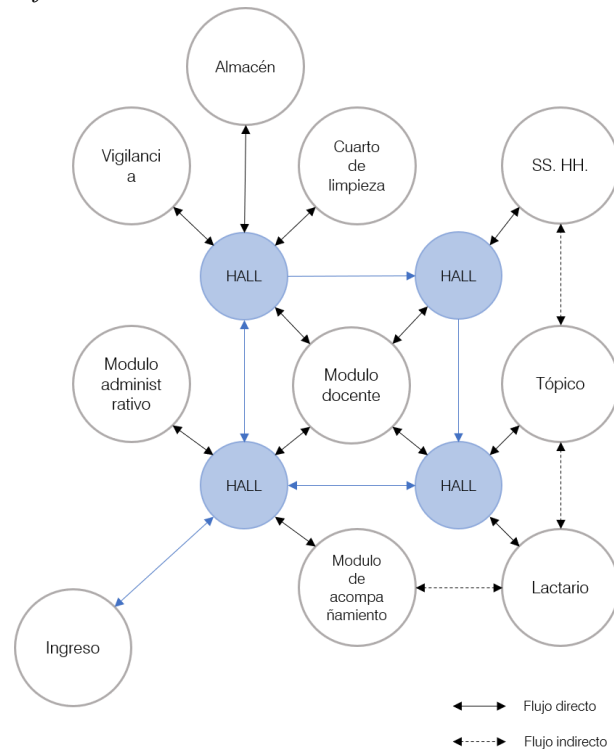 Almacén
Vigilanci
a
Cuarto
de
limpieza
SS. HH.
HALL
HALL
Modulo
administ
rativo
Modulo
docente
Tópico
HALL
HALL
Modulo
de
acompa
ñamiento
Lactario
Ingreso
Flujo directo
Flujo indirecto